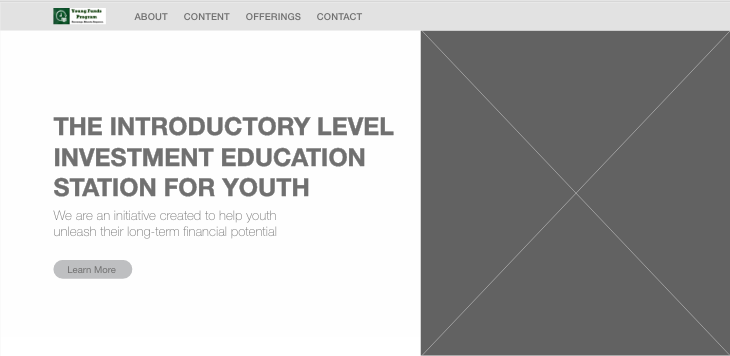 Young Funds
Program
ABOUT CONTENT OFFERINGS CONTACT
THE INTRODUCTORY LEVEL
INVESTMENT EDUCATION
STATION FOR YOUTH
We are an initiative created to help youth
unleash their long-term financial potential
Learn More